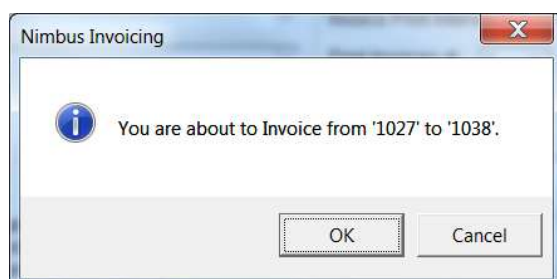 Nimbus Invoicing
You are about to Invoice from '1027' to '1038'.
OK
Cancel